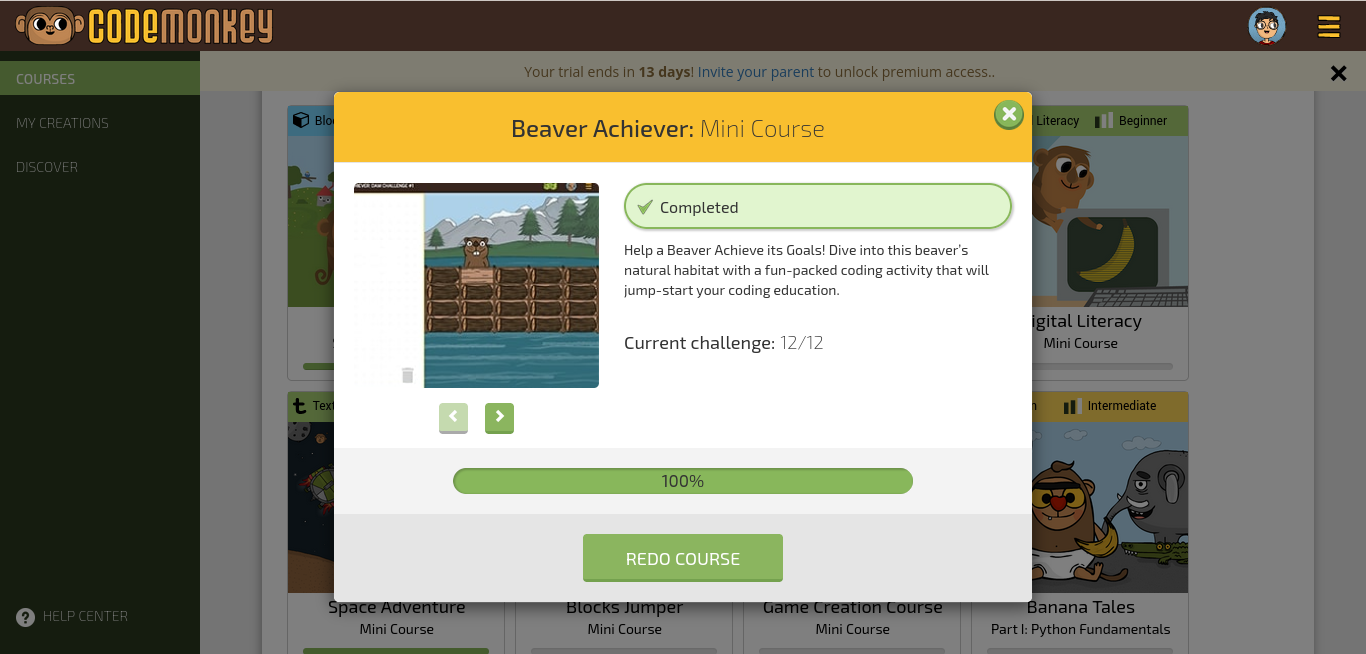 CODEMONKEY
COURSES
MY CREATIONS
DISCOVER
HELP CENTER
Your trial ends in 13 days! Invite your parent to unlock premium access..
Literacy
Beginner
Beaver Achiever: Mini Course
Completed
Help a Beaver Achieve its Goals! Dive into this beaver's
natural habitat with a fun-packed coding activity that will
jump-start your coding education.
Current challenge: 12/12
100%
REDO COURSE
igital Literacy
Mini Course
Intermediate
Space Adventure
Mini Course
Blocks Jumper
Mini Course
Game Creation Course
Mini Course
Banana Tales
Part I: Python Fundamentals